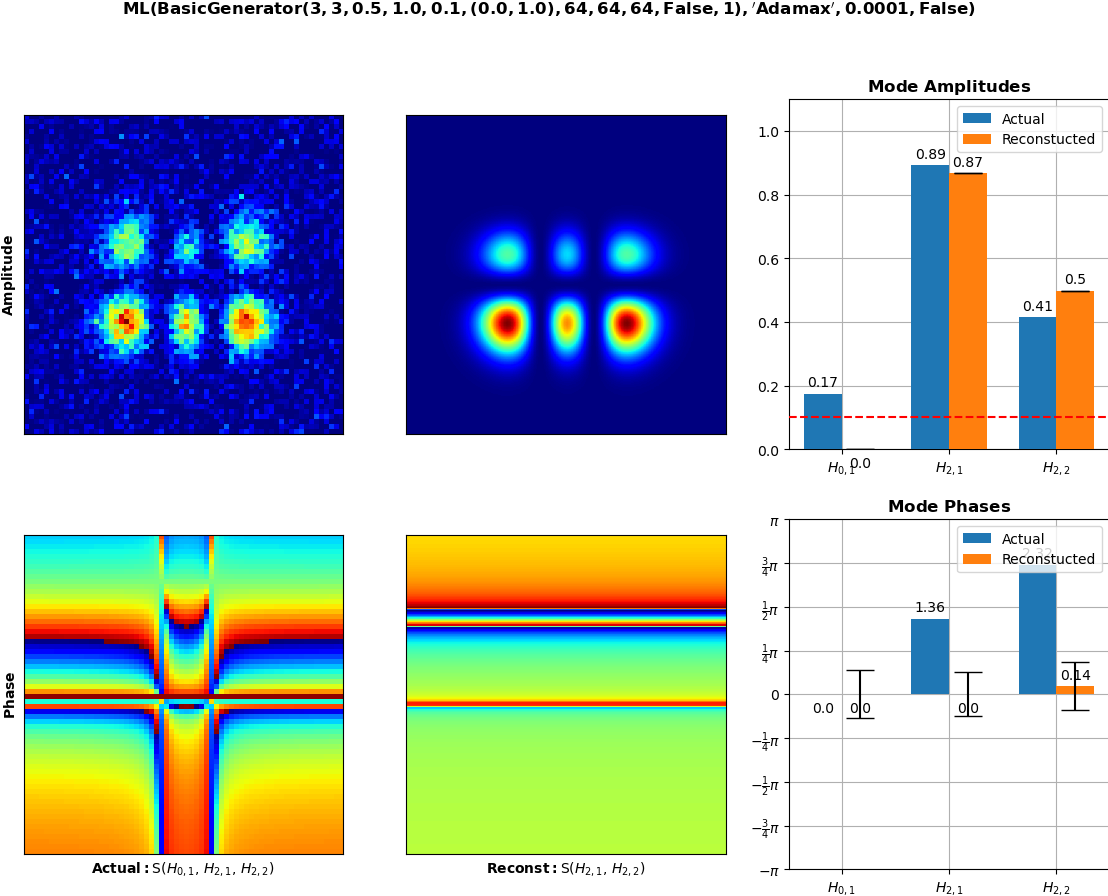 ML(BasicGenerator(3, 3, 0.5, 1.0, 0.1, (0.0, 1.0), 64, 64, 64, False, 1), ′Adamax′, 0.0001, False)
Amplitude
Mode Amplitudes
Actual
Reconstucted
1.0
0.8
0.6
0.4
0.2
0.0
0.17
0.0
0.89
0.87
0.41
0.5
H0,1
H2,1
H2,2
Phase
Actual: S(H0,1, H2,1, H2,2)
Reconst: S(H2,1, H2,2)
Mode Phases
Actual
Reconstucted
π
3/4π
1/2π
1/4π
0
−1/4π
−1/2π
−3/4π
−π
0.0
0.0
1.36
0.0
2.32
0.14
H0,1
H2,1
H2,2